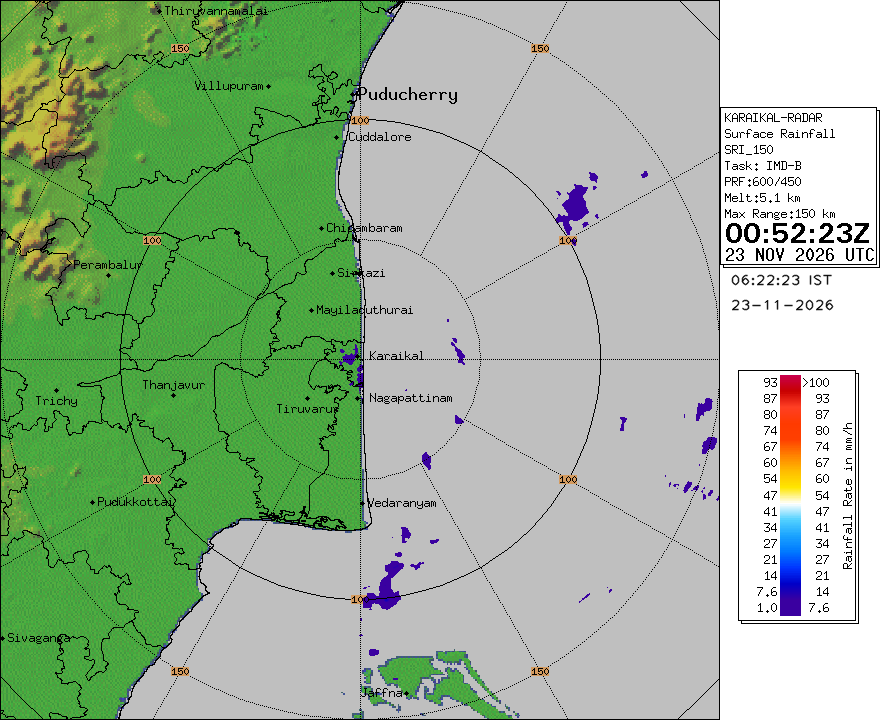 Thiruvannamalai
150
150
Villupuram
Puducherry
100
Cuddalore
Chidambaram
100
100
Perambalur
Sirkazi
Mayiladuthurai
Karaikal
Thanjavur
Trichy
Tiruvarur
Nagapattinam
100
100
Pudukkottai
Vedaranyam
100
Sivaganga
150
150
Jaffna
KARAIKAL-RADAR
Surface Rainfall
SRI_150
Task: IMD-B
PRF:600/450
Melt:5.1 km
Max Range:150 km
00:52:23Z
23 NOV 2026 UTC
06:22:23 IST
23-11-2026
93 >100
87 93
80 87
74 80
67 74
60 67
54 60
47 54
41 47
34 41
27 34
21 27
14 21
7.6 14
1.0 7.6
Rainfall Rate in mm/h